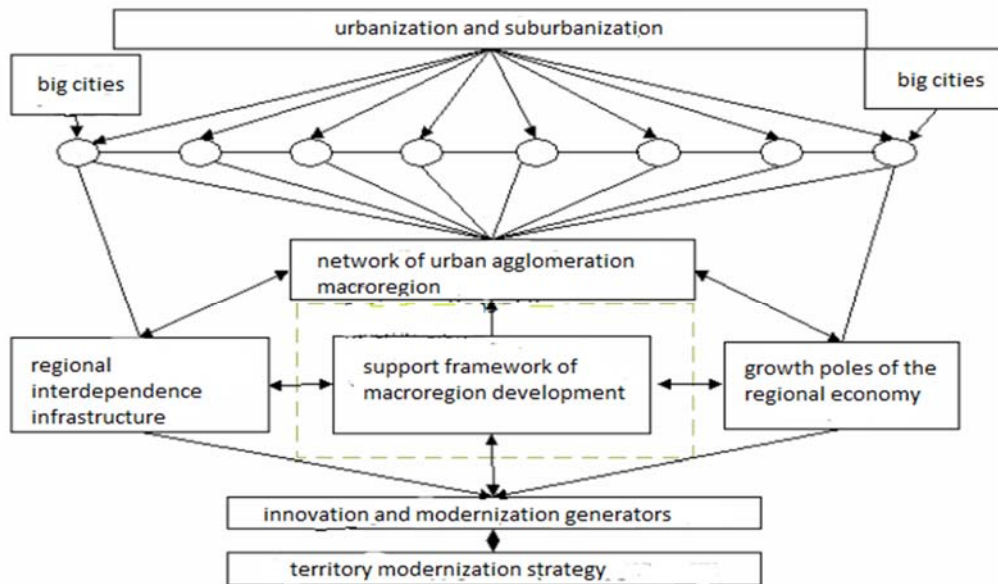 urbanization and suburbanization
big cities
big cities
network of urban agglomeration
macroregion
regional
interdependence
infrastructure
support framework of
macroregion development
growth poles of the
regional economy
innovation and modernization generators
territory modernization strategy